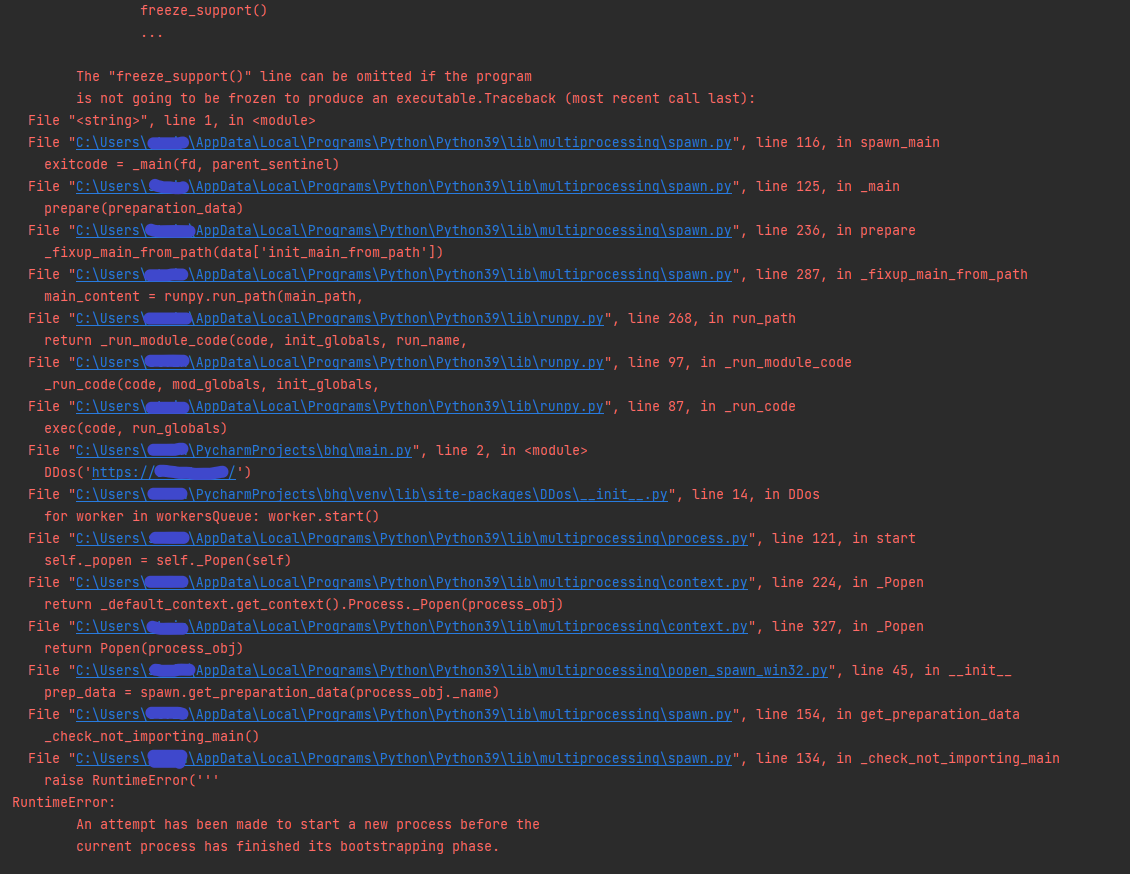 freeze_support()
...
The "freeze_support()" line can be omitted if the program
is not going to be frozen to produce an executable.Traceback (most recent call last):
File "<string>", line 1, in <module>
File "C:\Users\ \AppData\Local\Programs\Python\Python39\lib\multiprocessing\spawn.py", line 116, in spawn_main
exitcode = _main(fd, parent_sentinel)
File "C:\Users\ AppData\Local\Programs\Python\Python39\lib\multiprocessing\spawn.py", line 125, in _main
prepare(preparation_data)
File "C:\Users\ \AppData\Local\Programs\Python\Python39\lib\multiprocessing\spawn.py", line 236, in prepare
_fixup_main_from_path(data['init_main_from_path'])
File "C:\Users\ \AppData\Local\Programs\Python\Python39\lib\multiprocessing\spawn.py", line 287, in _fixup_main_from_path
main_content = runpy.run_path(main_path,
File "C:\Users \AppData\Local\Programs\Python\Python39\lib\runpy.py", line 268, in run_path
return _run_module_code(code, init_globals, run_name,
File "C:\Users\ \AppData\Local\Programs\Python\Python39\lib\runpy.py", line 97, in _run_module_code
_run_code(code, mod_globals, init_globals,
File "C:\Users\ \AppData\Local\Programs\Python\Python39\lib\runpy.py", line 87, in _run_code
exec(code, run_globals)
File "C:\Users\ \PycharmProjects\bhg\main.py", line 2, in <module>
DDos('https:// /')
File "C:\Users\ \PycharmProjects\bhg\venv\lib\site-packages\DDos\__init__.py", line 14, in DDos
for worker in workersQueue: worker.start()
File "C:\Users\ \AppData\Local\Programs\Python\Python39\lib\multiprocessing\process.py", line 121, in start
self._popen = self._Popen(self)
File "C:\Users\ \AppData\Local\Programs\Python\Python39\lib\multiprocessing\context.py", line 224, in _Popen
return _default_context.get_context().Process._Popen(process_obj)
File "C:\Users\ \AppData\Local\Programs\Python\Python39\lib\multiprocessing\context.py", line 327, in _Popen
return Popen(process_obj)
File "C:\Users\ AppData\Local\Programs\Python\Python39\lib\multiprocessing\popen_spawn_win32.py", line 45, in __init__
prep_data = spawn.get_preparation_data(process_obj._name)
File "C:\Users\ \AppData\Local\Programs\Python\Python39\lib\multiprocessing\spawn.py", line 154, in get_preparation_data
_check_not_importing_main()
File "C:\Users\ \AppData\Local\Programs\Python\Python39\lib\multiprocessing\spawn.py", line 134, in _check_not_importing_main
raise RuntimeError('''
RuntimeError:
An attempt has been made to start a new process before the
current process has finished its bootstrapping phase.